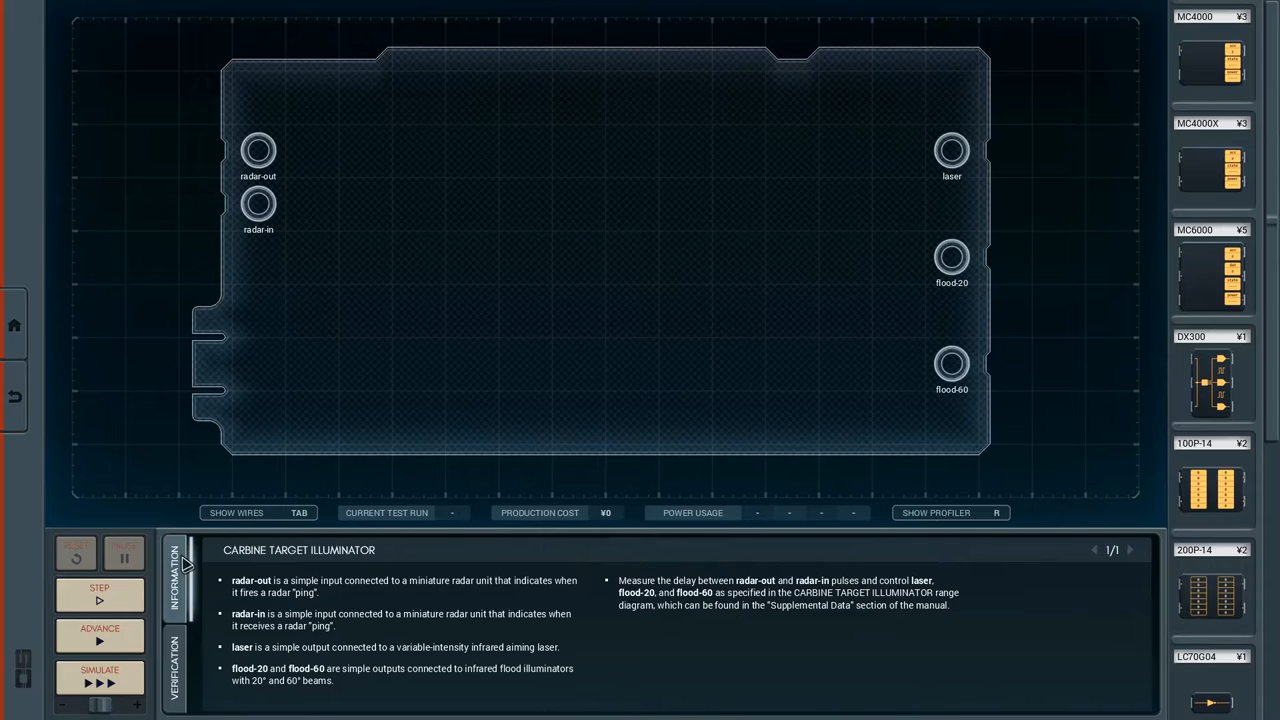 MC4000 ¥3
MC4000X ¥3
MC6000 ¥5
DX300 ¥1
100P-14 ¥2
200P-14 ¥2
LC70G04 ¥1
radar-out
radar-in
laser
flood-20
flood-60
SHOW WIRES TAB
CURRENT TEST RUN -
PRODUCTION COST ¥0
POWER USAGE - - - -
SHOW PROFILER R
RESET
PAUSE
STEP
ADVANCE
SIMULATE
- +
INFORMATION
VERIFICATION
CARBINE TARGET ILLUMINATOR
1/1
radar-out is a simple input connected to a miniature radar unit that indicates when
it fires a radar "ping".
radar-in is a simple input connected to a miniature radar unit that indicates when
it receives a radar "ping".
laser is a simple output connected to a variable-intensity infrared aiming laser.
flood-20 and flood-60 are simple outputs connected to infrared flood illuminators
with 20° and 60° beams.
Measure the delay between radar-out and radar-in pulses and control laser,
flood-20, and flood-60 as specified in the CARBINE TARGET ILLUMINATOR range
diagram, which can be found in the "Supplemental Data" section of the manual.